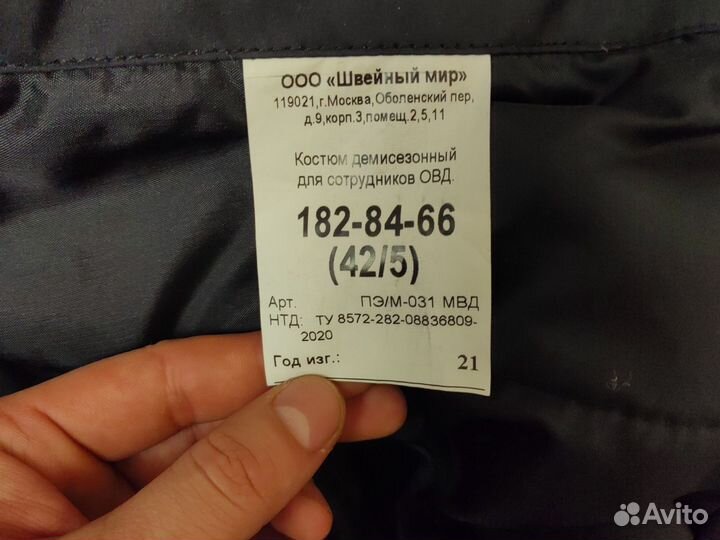 ООО «Швейный мир»
119021,г.Москва,Оболенский пер,
д.9,корп.3,помещ.2,5,11
Костюм демисезонный
для сотрудников ОВД.
182-84-66
(42/5)
Арт. ПЭ/М-031 МВД
НТД: ТУ 8572-282-08836809-
2020
Год изг.: 21
Avito